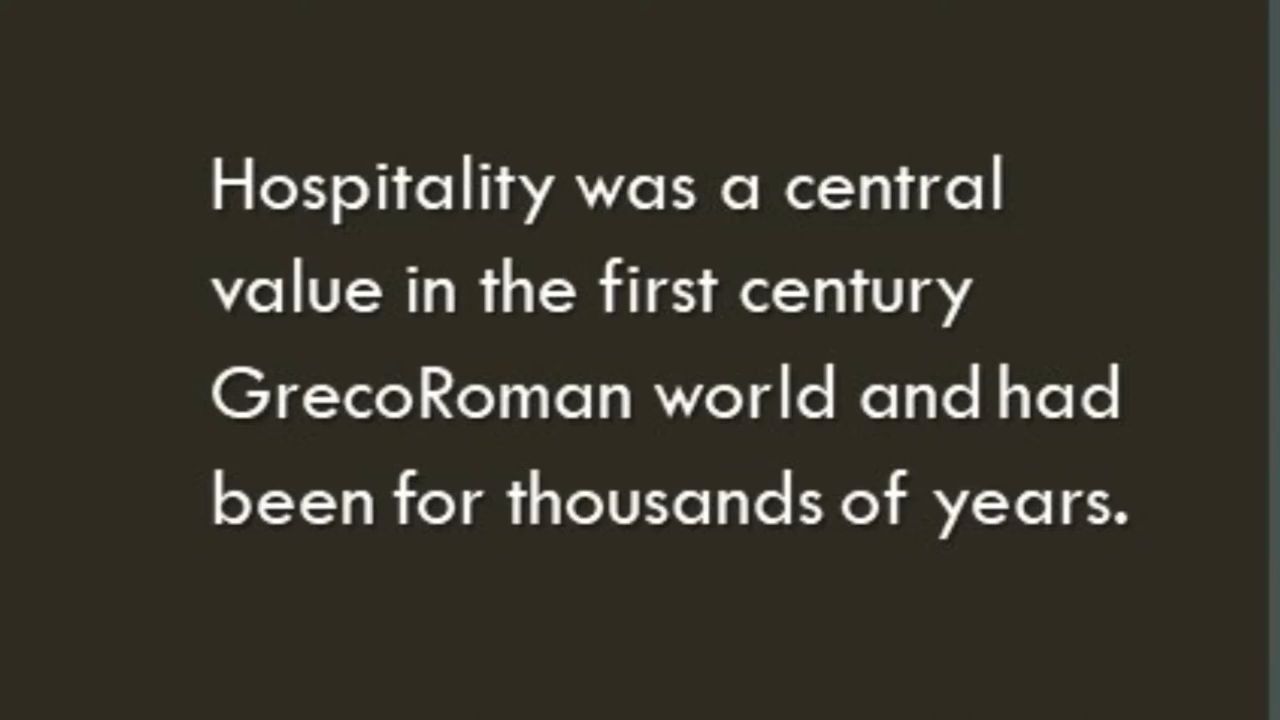 Hospitality was a central
value in the first century
GrecoRoman world and had
been for thousands of years.